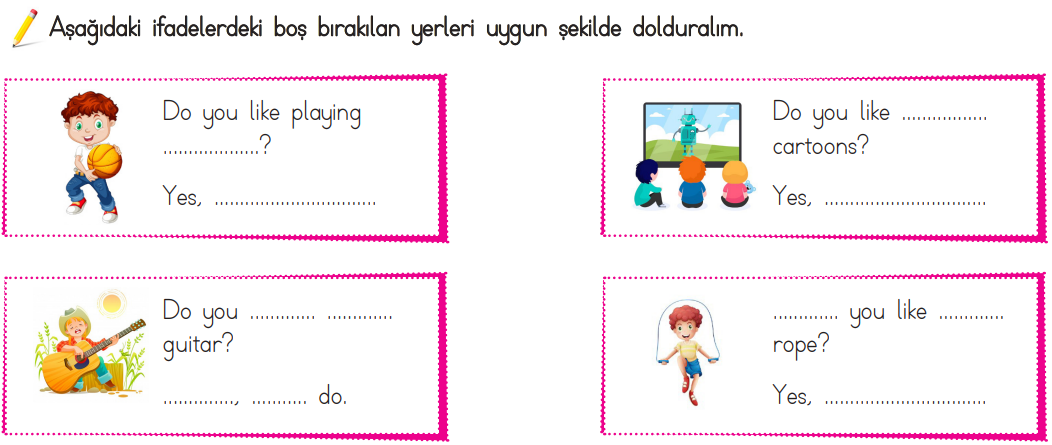 Aşağıdaki ifadelerdeki boş bırakılan yerleri uygun şekilde dolduralım.
Do you like playing
...................?
Yes, ................................
Do you like .................
cartoons?
Yes, ................................
Do you ............. .............
guitar?
.............., ........... do.
............. you like .............
rope?
Yes, ................................